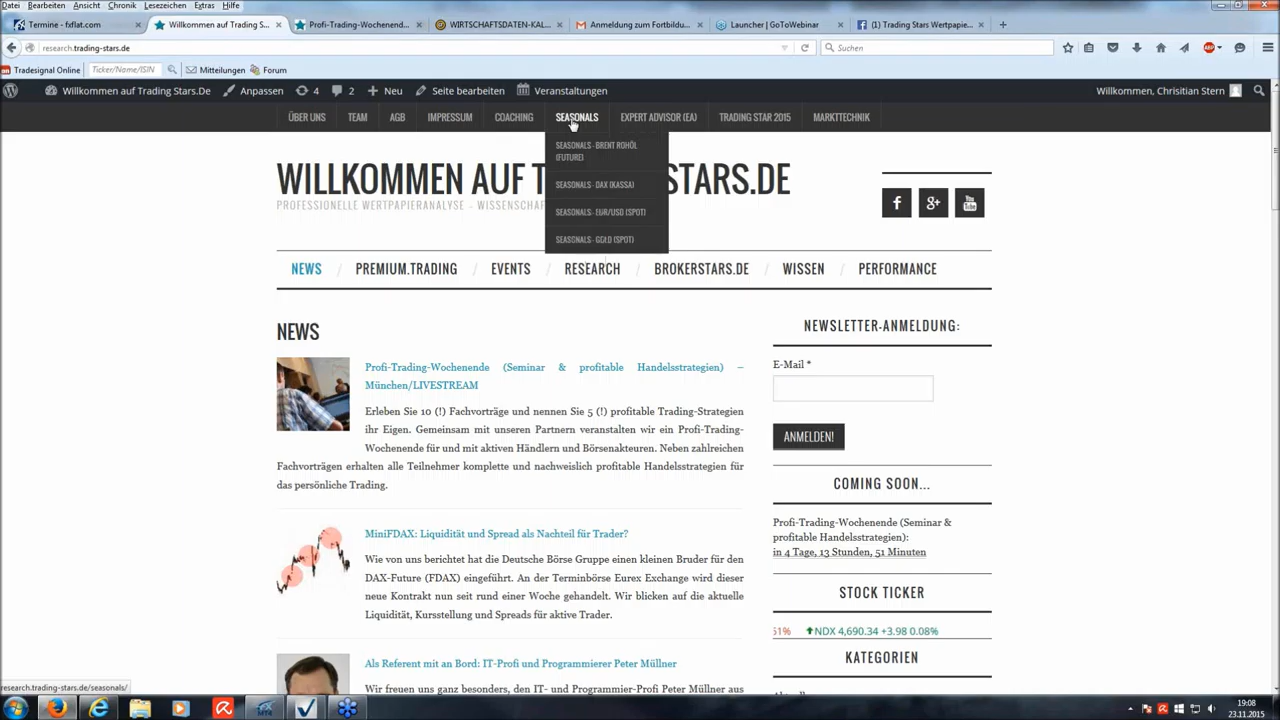 Datei Bearbeiten Ansicht Chronik Lesezeichen Extras Hilfe
Termine - fxflat.com
Willkommen auf Trading S...
Profi-Trading-Wochenend...
WIRTSCHAFTSDATEN-KAL...
Anmeldung zum Fortbildu...
Launcher | GoToWebinar
(1) Trading Stars Wertpapie...
research.trading-stars.de
Suchen
ABP
Tradesignal Online
Ticker/Name/ISIN
Mitteilungen
Forum
Willkommen auf Trading Stars.De
Anpassen
4
2
Neu
Seite bearbeiten
Veranstaltungen
Willkommen, Chrisitian Stern
ÜBER UNS
TEAM
AGB
IMPRESSUM
COACHING
SEASONALS
EXPERT ADVISOR (EA)
TRADING STAR 2015
MARKTTECHNIK
SEASONALS - BRENT ROHÖL
(FUTURE)
SEASONALS - DAX (KASSA)
SEASONALS - EUR/USD (SPOT)
SEASONALS - GOLD (SPOT)
WILLKOMMEN AUF T STARS.DE
PROFESSIONELLE WERTPAPIERANALYSE – WISSENSCH
NEWS / PREMIUM.TRADING / EVENTS / RESEARCH / BROKERSTARS.DE / WISSEN / PERFORMANCE
NEWS
Profi-Trading-Wochenende (Seminar & profitable Handelsstrategien) –
München/LIVESTREAM
Erleben Sie 10 (!) Fachvorträge und nennen Sie 5 (!) profitable Trading-Strategien
ihr Eigen. Gemeinsam mit unseren Partnern veranstalten wir ein Profi-Trading-
Wochenende für und mit aktiven Händlern und Börsenakteuren. Neben zahlreichen
Fachvorträgen erhalten alle Teilnehmer komplette und nachweislich profitable Handelsstrategien für
das persönliche Trading.
MiniFDAX: Liquidität und Spread als Nachteil für Trader?
Wie von uns berichtet hat die Deutsche Börse Gruppe einen kleinen Bruder für den
DAX-Future (FDAX) eingeführt. An der Terminbörse Eurex Exchange wird dieser
neue Kontrakt nun seit rund einer Woche gehandelt. Wir blicken auf die aktuelle
Liquidität, Kursstellung und Spreads für aktive Trader.
Als Referent mit an Bord: IT-Profi und Programmierer Peter Müllner
Wir freuen uns ganz besonders, den IT- und Programmier-Profi Peter Müllner aus
NEWSLETTER-ANMELDUNG:
E-Mail *
ANMELDEN!
COMING SOON...
Profi-Trading-Wochenende (Seminar &
profitable Handelsstrategien):
in 4 Tage, 13 Stunden, 51 Minuten
STOCK TICKER
51% NDX 4,690.34 +3.98 0.08%
KATEGORIEN
research.trading-stars.de/seasonals/
19:08
23.11.2015